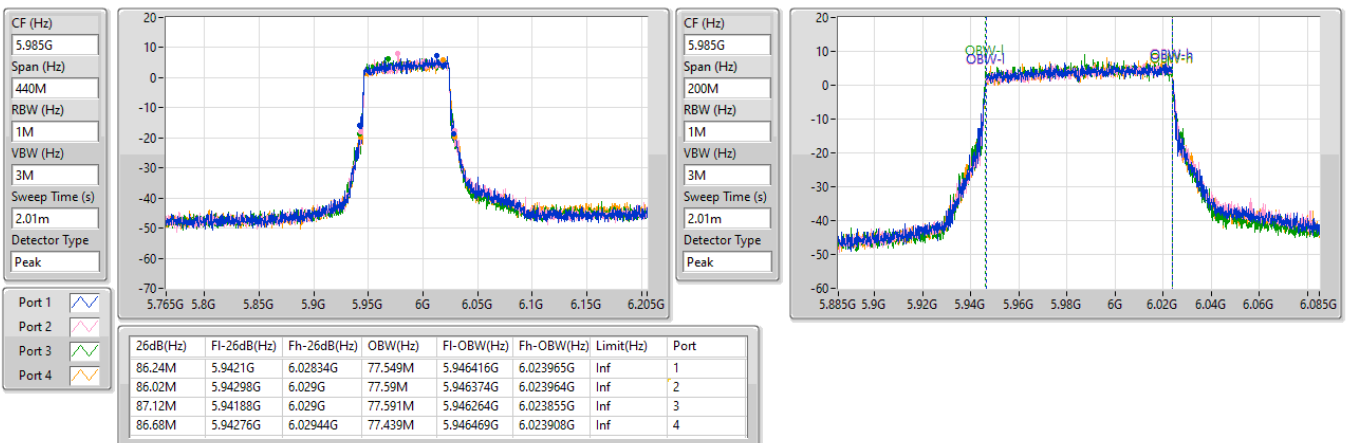 CF (Hz)
5.985G
Span (Hz)
440M
RBW (Hz)
1M
VBW (Hz)
3M
Sweep Time (s)
2.01m
Detector Type
Peak
20
10
0
-10
-20
-30
-40
-50
-60
-70
5.765G 5.8G 5.85G 5.9G 5.95G 6G 6.05G 6.1G 6.15G 6.205G
CF (Hz)
5.985G
Span (Hz)
200M
RBW (Hz)
1M
VBW (Hz)
3M
Sweep Time (s)
2.01m
Detector Type
Peak
20
10
0
-10
-20
-30
-40
-50
-60
OBW-l
OBW-l
OBW-h
OBW-h
5.885G 5.9G 5.92G 5.94G 5.96G 5.98G 6G 6.02G 6.04G 6.06G 6.085G
Port 1
Port 2
Port 3
Port 4
26dB(Hz) Fl-26dB(Hz) Fh-26dB(Hz) OBW(Hz) Fl-OBW(Hz) Fh-OBW(Hz) Limit(Hz) Port
86.24M 5.9421G 6.02834G 77.549M 5.946416G 6.023965G Inf 1
86.02M 5.94298G 6.029G 77.59M 5.946374G 6.023964G Inf 2
87.12M 5.94188G 6.029G 77.591M 5.946264G 6.023855G Inf 3
86.68M 5.94276G 6.02944G 77.439M 5.946469G 6.023908G Inf 4